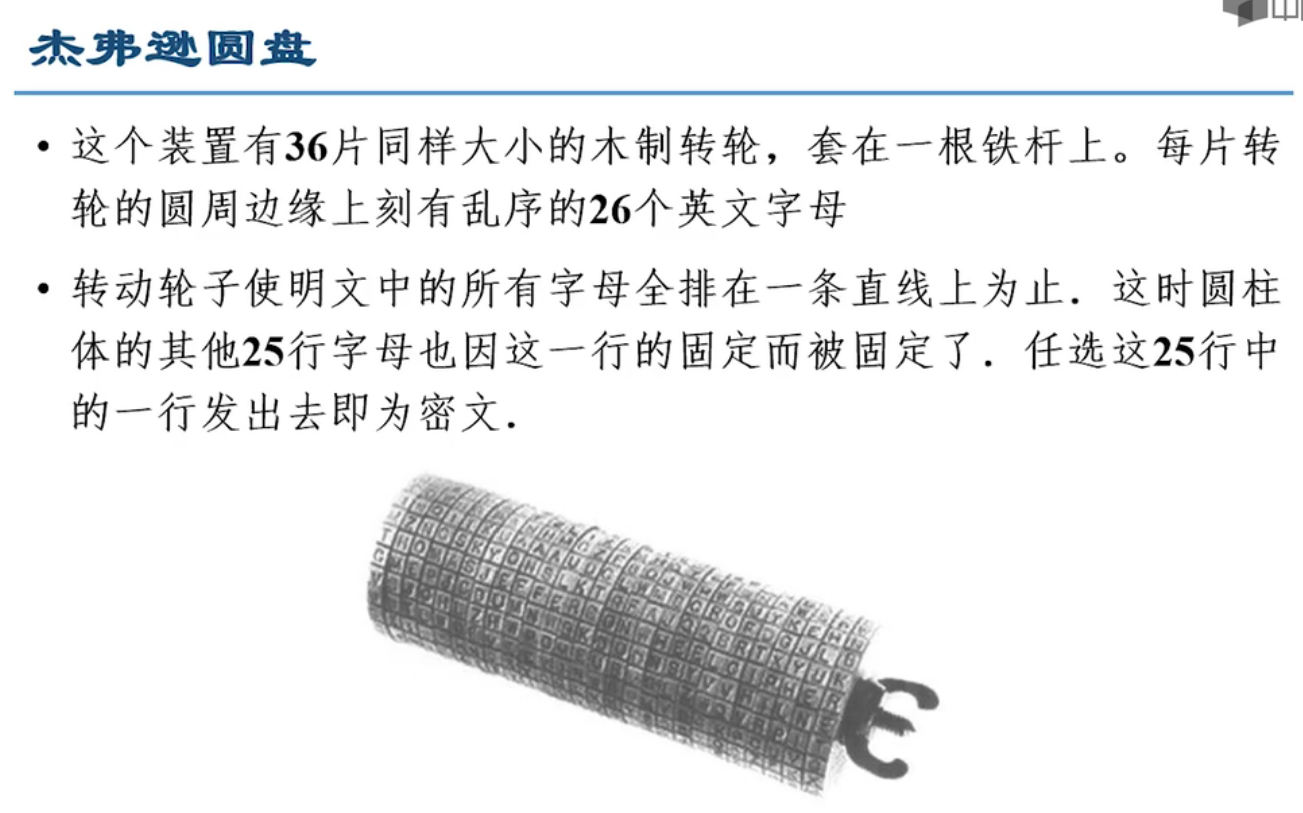 杰弗逊圆盘
• 这个装置有36片同样大小的木制转轮，套在一根铁杆上。每片转
轮的圆周边缘上刻有乱序的26个英文字母
• 转动轮子使明文中的所有字母全排在一条直线上为止．这时圆柱
体的其他25行字母也因这一行的固定而被固定了．任选这25行中
的一行发出去即为密文．